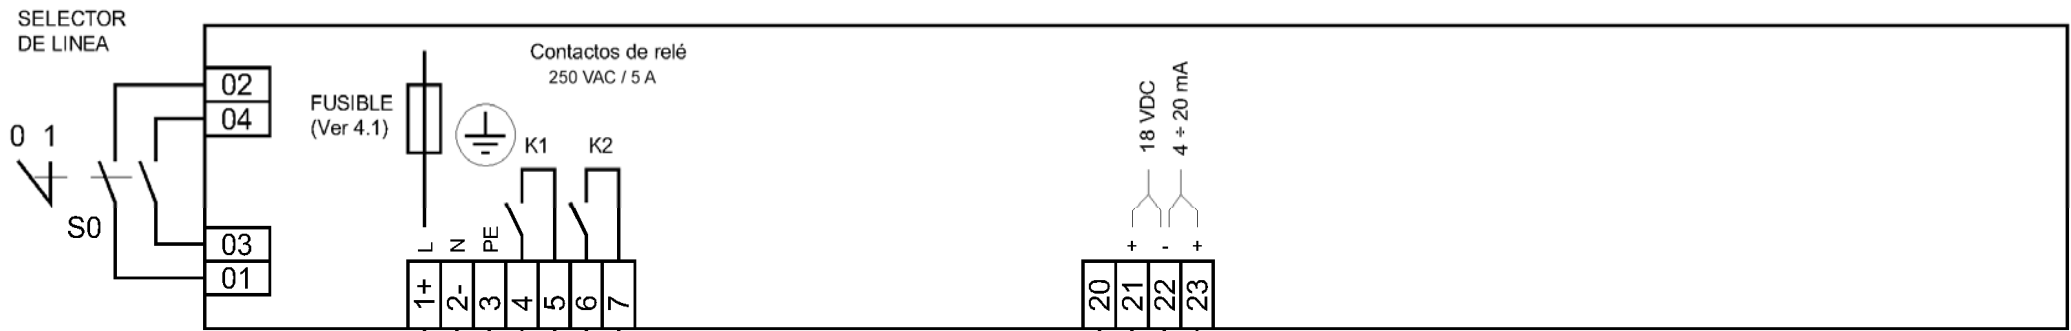 SELECTOR
DE LINEA
02
04
0 1
S0
03
01
FUSIBLE
(Ver 4.1)
Contactos de relé
250 VAC / 5 A
K1
K2
L
N
PE
1+
2-
3
4
5
6
7
18 VDC
4 ÷ 20 mA
+
-
+
20
21
22
23